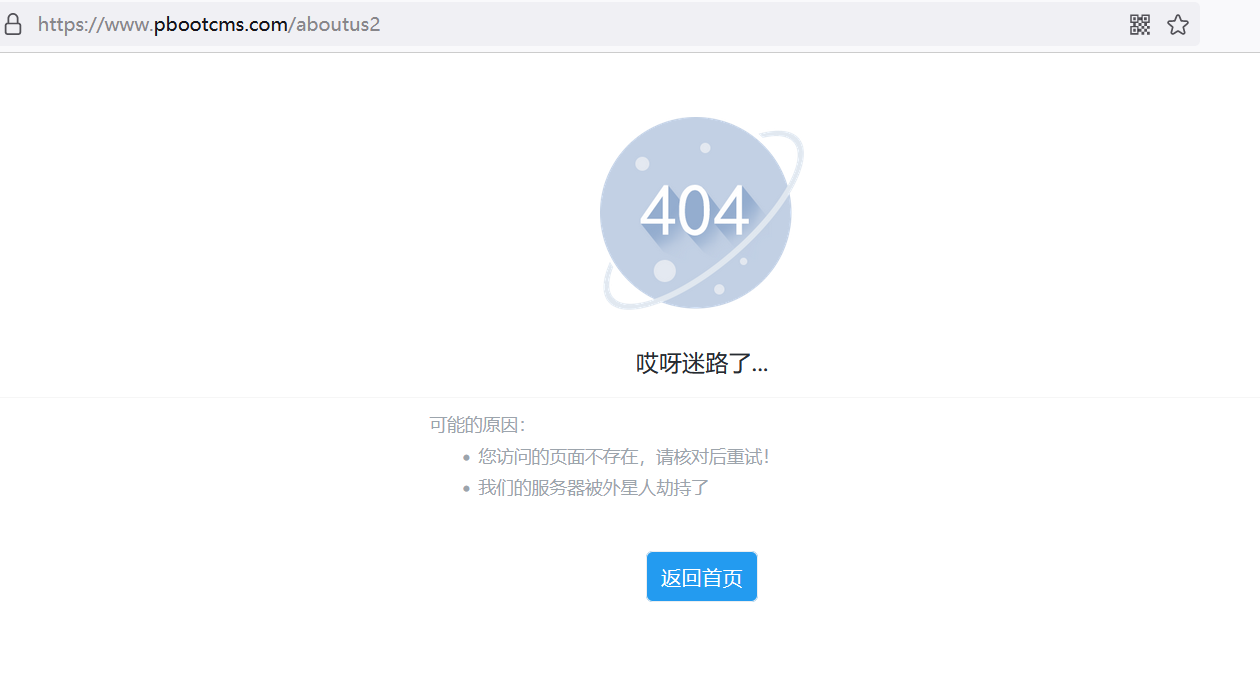 https://www.pbootcms.com/aboutus2
404
哎呀迷路了...
可能的原因：
您访问的页面不存在，请核对后重试！
我们的服务器被外星人劫持了
返回首页